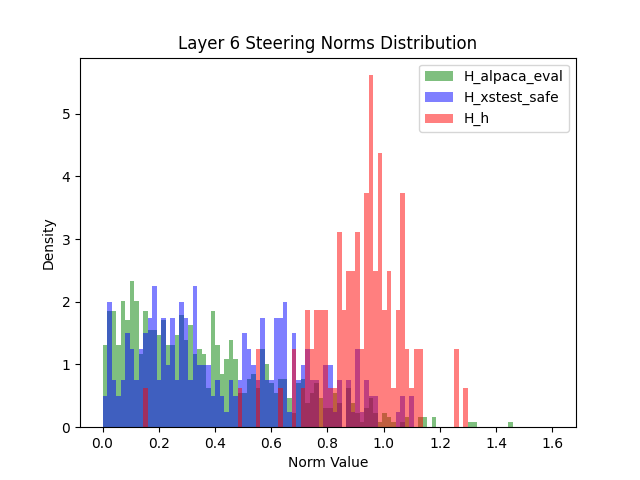 Layer 6 Steering Norms Distribution
H_alpaca_eval
H_xstest_safe
H_h
Density
5
4
3
2
1
0
0.0 0.2 0.4 0.6 0.8 1.0 1.2 1.4 1.6
Norm Value